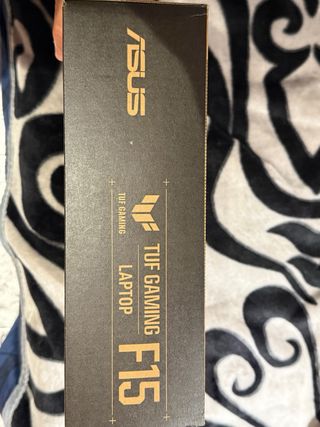 ASUS
TUF GAMING
TUF GAMING
LAPTOP
F15